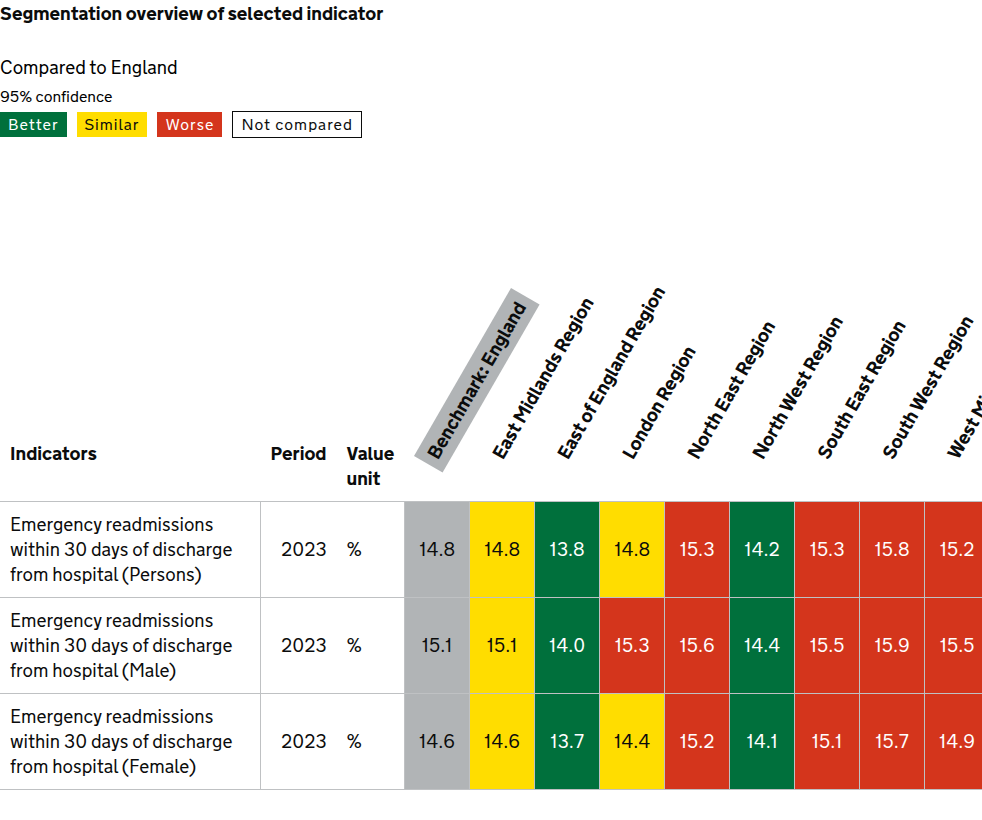 Segmentation overview of selected indicator
Compared to England
95% confidence
Better Similar Worse Not compared
Indicators Period Value unit Benchmark: England East Midlands Region East of England Region London Region North East Region North West Region South East Region South West Region West
Emergency readmissions
within 30 days of discharge 2023 % 14.8 14.8 13.8 14.8 15.3 14.2 15.3 15.8 15.2
from hospital (Persons)
Emergency readmissions
within 30 days of discharge 2023 % 15.1 15.1 14.0 15.3 15.6 14.4 15.5 15.9 15.5
from hospital (Male)
Emergency readmissions
within 30 days of discharge 2023 % 14.6 14.6 13.7 14.4 15.2 14.1 15.1 15.7 14.9
from hospital (Female)